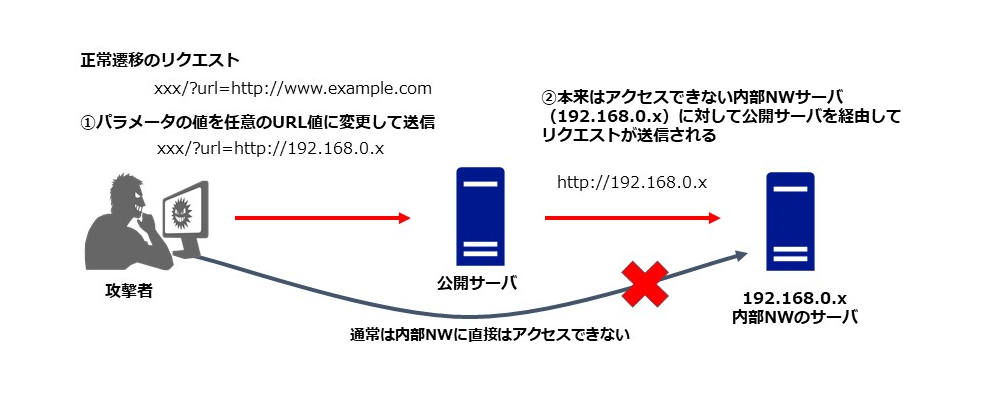 正常遷移のリクエスト
xxx/?url=http://www.example.com
①パラメータの値を任意のURL値に変更して送信
xxx/?url=http://192.168.0.x
②本来はアクセスできない内部NWサーバ
（192.168.0.x）に対して公開サーバを経由して
リクエストが送信される
http://192.168.0.x
攻撃者
公開サーバ
192.168.0.x
内部NWのサーバ
通常は内部NWに直接はアクセスできない